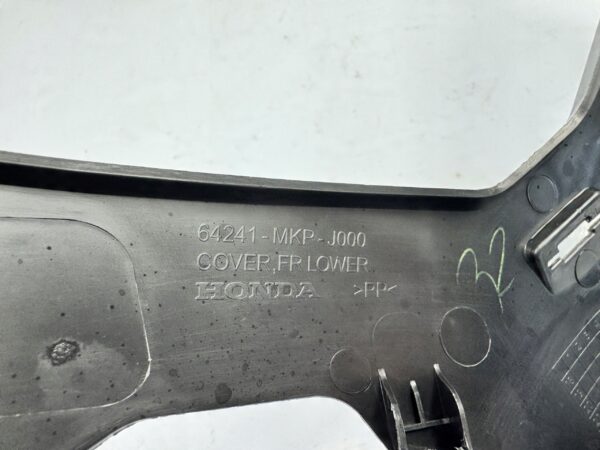 64241-MKP-J000
COVER,FR LOWER
HONDA >PP<
32